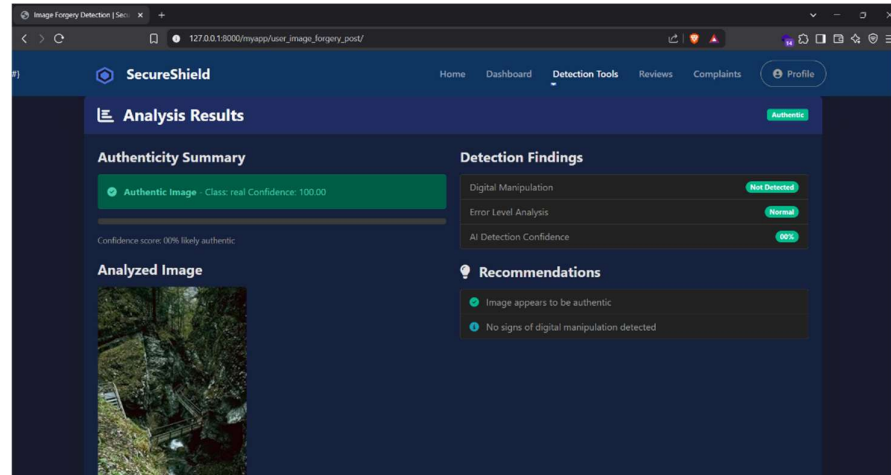 Image Forgery Detection | Secu
127.0.0.1:8000/myapp/user_image_forgery_post/
14
#}
SecureShield
Home Dashboard Detection Tools Reviews Complaints Profile
Analysis Results
Authentic
Authenticity Summary
Authentic Image - Class: real Confidence: 100.00
Confidence score: 00% likely authentic
Analyzed Image
Detection Findings
Digital Manipulation Not Detected
Error Level Analysis Normal
AI Detection Confidence 00%
Recommendations
Image appears to be authentic
No signs of digital manipulation detected